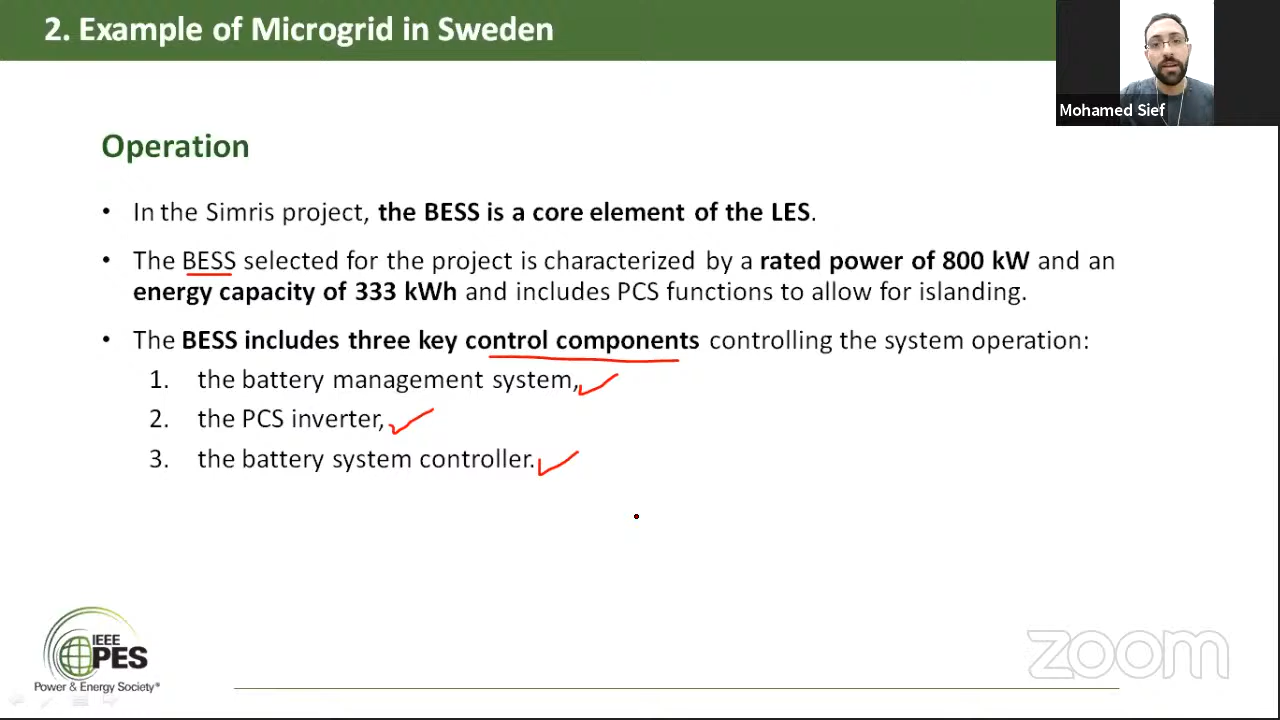 2. Example of Microgrid in Sweden
Mohamed Sief
Operation
• In the Simris project, the BESS is a core element of the LES.
• The BESS selected for the project is characterized by a rated power of 800 kW and an
energy capacity of 333 kWh and includes PCS functions to allow for islanding.
• The BESS includes three key control components controlling the system operation:
1. the battery management system,
2. the PCS inverter,
3. the battery system controller.
IEEE
PES
Power & Energy Society®
zoom